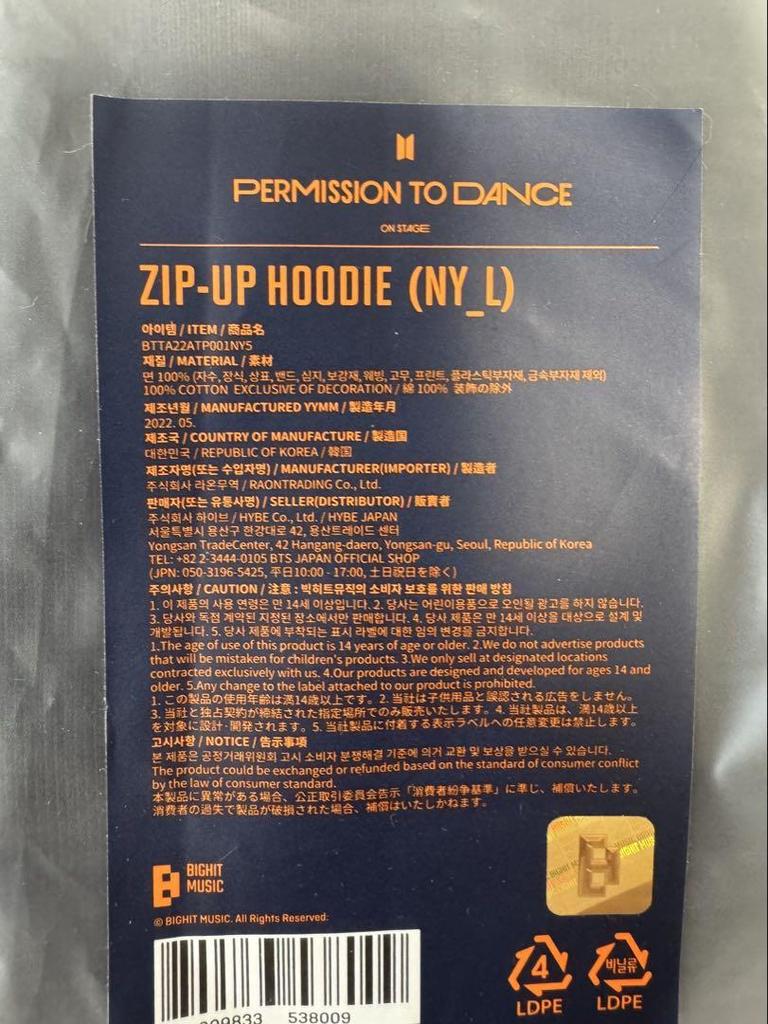 PERMISSION TO DANCE
ON STAGE
ZIP-UP HOODIE (NY_L)
아이템 / ITEM / 商品名
BTTA22ATP001NY5
재질 / MATERIAL / 素材
면 100% (자수, 장식, 상표, 밴드, 심지, 보강재, 웨빙, 고무, 프린트, 플라스틱부자재, 금속부자재 제외)
100% COTTON EXCLUSIVE OF DECORATION / 綿 100% 装飾の除外
제조년월 / MANUFACTURED YYMM / 製造年月
2022. 05.
제조국 / COUNTRY OF MANUFACTURE / 製造国
대한민국 / REPUBLIC OF KOREA / 韓国
제조자명(또는 수입자명) / MANUFACTURER(IMPORTER) / 製造者
주식회사 라온무역 / RAONTRADING Co., Ltd.
판매자(또는 유통사명) / SELLER(DISTRIBUTOR) / 販賣者
주식회사 하이브 / HYBE Co., Ltd. / HYBE JAPAN
서울특별시 용산구 한강대로 42, 용산트레이드 센터
Yongsan TradeCenter, 42 Hangang-daero, Yongsan-gu, Seoul, Republic of Korea
TEL: +82 2-3444-0105 BTS JAPAN OFFICIAL SHOP
(JPN: 050-3196-5425, 平日10:00 - 17:00, 土日祝日を除く)
주의사항 / CAUTION / 注意 : 빅히트뮤직의 소비자 보호를 위한 판매 방침
1. 이 제품의 사용 연령은 만 14세 이상입니다. 2. 당사는 어린이용품으로 오인될 광고를 하지 않습니다.
3. 당사와 독점 계약된 지정된 장소에서만 판매합니다. 4. 당사 제품은 만 14세 이상을 대상으로 설계 및
개발됩니다. 5. 당사 제품에 부착되는 표시 라벨에 대한 임의 변경을 금지합니다.
1.The age of use of this product is 14 years of age or older. 2.We do not advertise products
that will be mistaken for children's products. 3.We only sell at designated locations
contracted exclusively with us. 4.Our products are designed and developed for ages 14 and
older. 5.Any change to the label attached to our product is prohibited.
1. この製品の使用年齢は満14歳以上です。2. 当社は子供用品と誤認される広告をしません。
3. 当社と独占契約が締結された指定場所でのみ販売いたします。4. 当社製品は、満14歳以上
を対象に設計·開発されます。5. 当社製品に付着する表示ラベルへの任意変更は禁止します。
고시사항 / NOTICE / 告示事項
본 제품은 공정거래위원회 고시 소비자 분쟁해결 기준에 의거 교환 및 보상을 받으실 수 있습니다.
The product could be exchanged or refunded based on the standard of consumer conflict
by the law of consumer standard.
本製品に異常がある場合、公正取引委員会告示「消費者紛争基準」に準じ、補償いたします。
消費者の過失で製品が破損された場合、補償はいたしかねます。
BIGHIT
MUSIC
© BIGHIT MUSIC. All Rights Reserved.
538009
4
LDPE
비닐류
LDPE